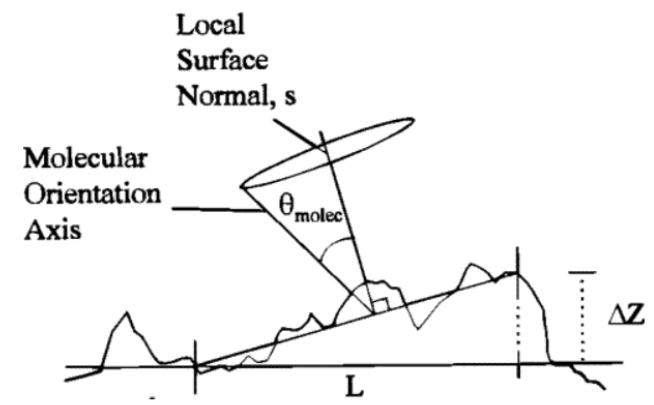 Local
Surface
Normal, s
Molecular
Orientation
Axis
θmolec
ΔZ
L